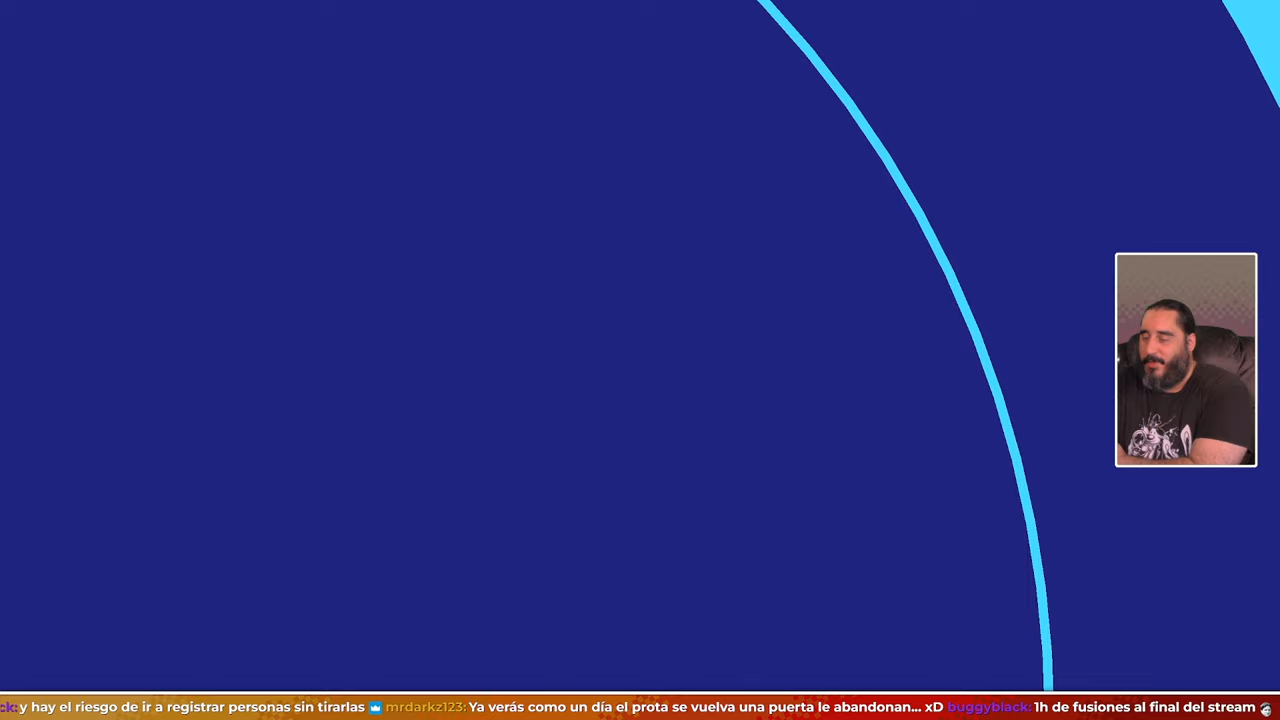 ck: y hay el riesgo de ir a registrar personas sin tirarlas mrdarkz123: Ya verás como un día el prota se vuelva una puerta le abandonan... xD buggyblack: 1h de fusiones al final del stream